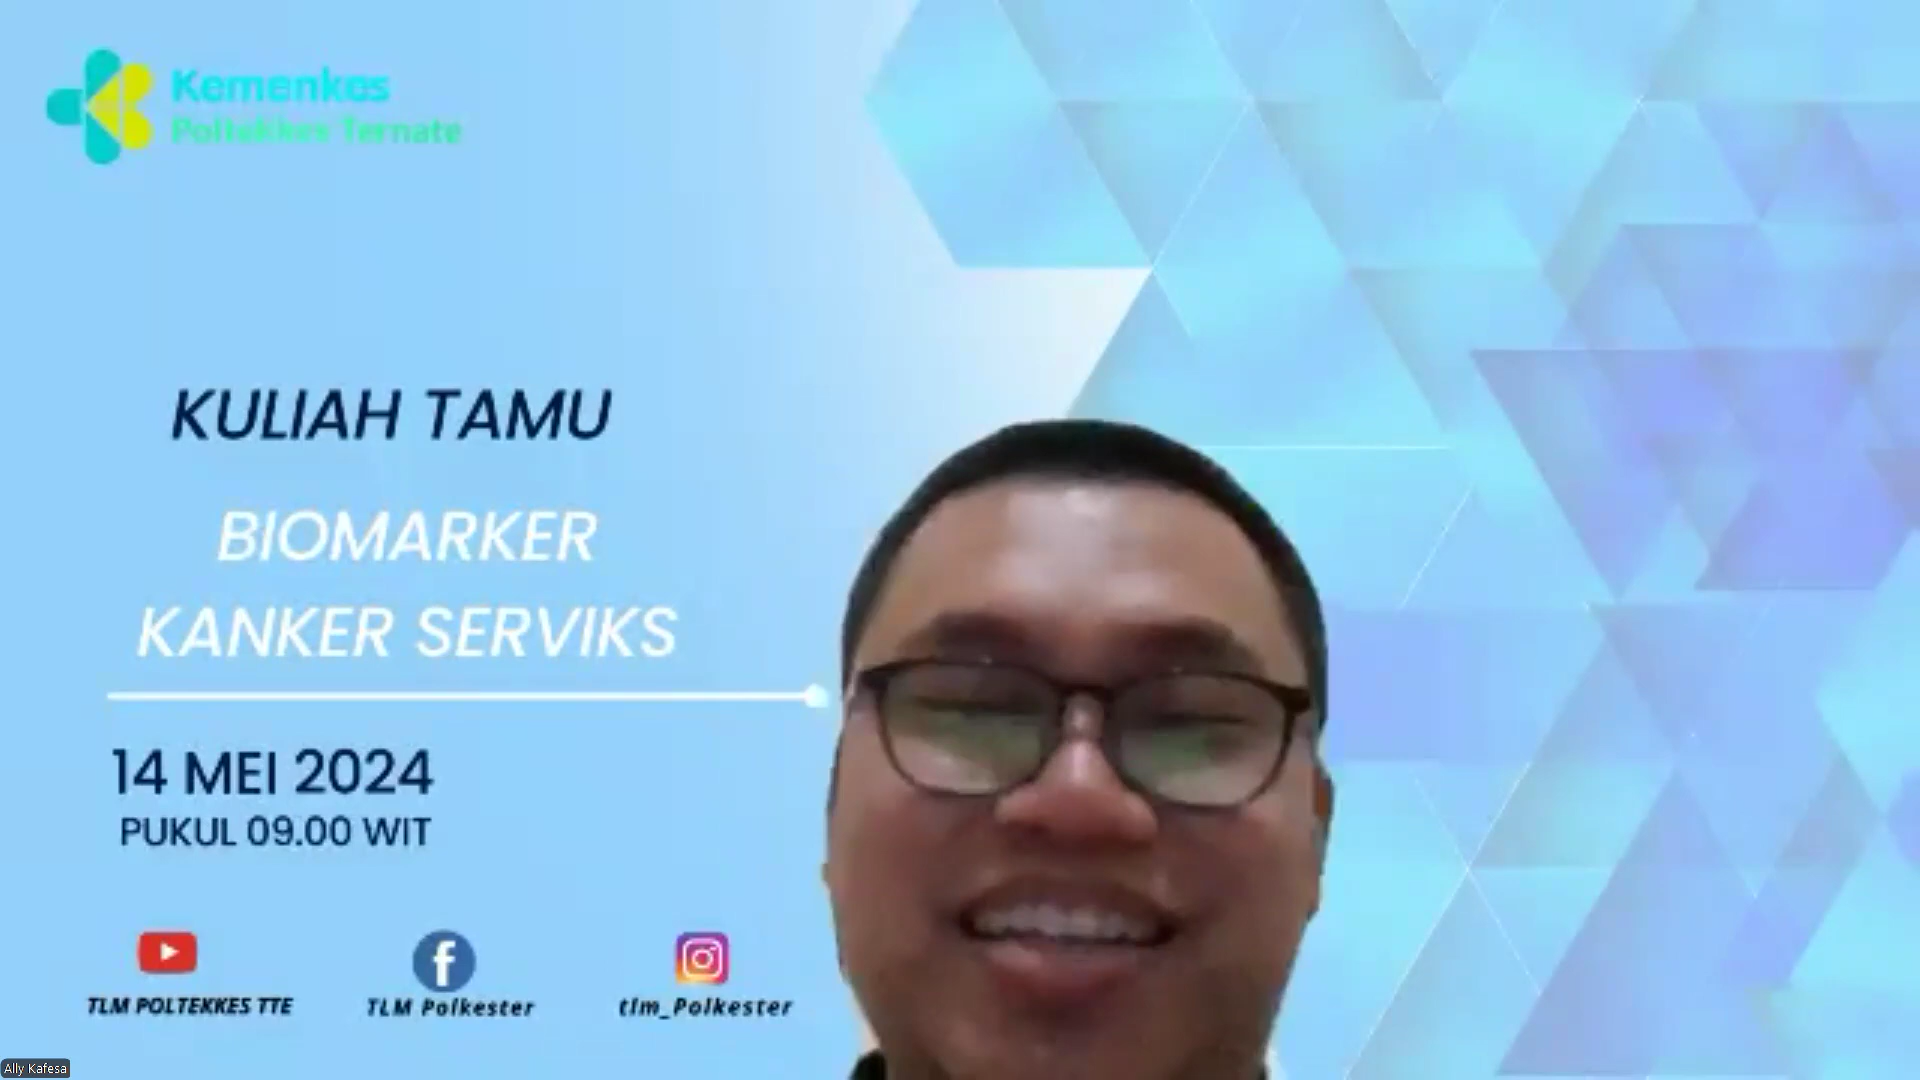 Kemenkes
Poltekkes Ternate
KULIAH TAMU
BIOMARKER
KANKER SERVIKS
14 MEI 2024
PUKUL 09.00 WIT
TLM POLTEKKES TTE
TLM Polkester
tlm_Polkester
Ally Kafesa